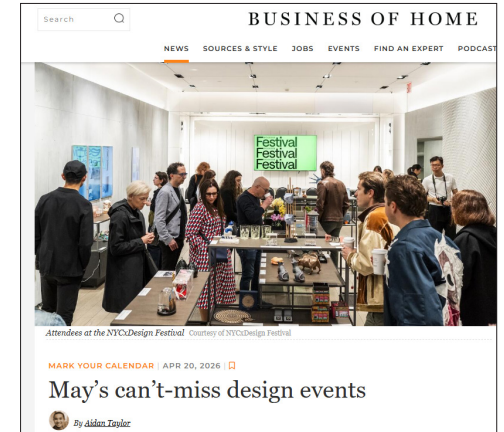 Search
BUSINESS OF HOME
NEWS SOURCES & STYLE JOBS EVENTS FIND AN EXPERT PODCAST
Festival
Festival
Festival
Attendees at the NYCxDesign Festival Courtesy of NYCxDesign Festival
MARK YOUR CALENDAR | APR 20, 2026 |
May’s can’t-miss design events
By Aidan Taylor